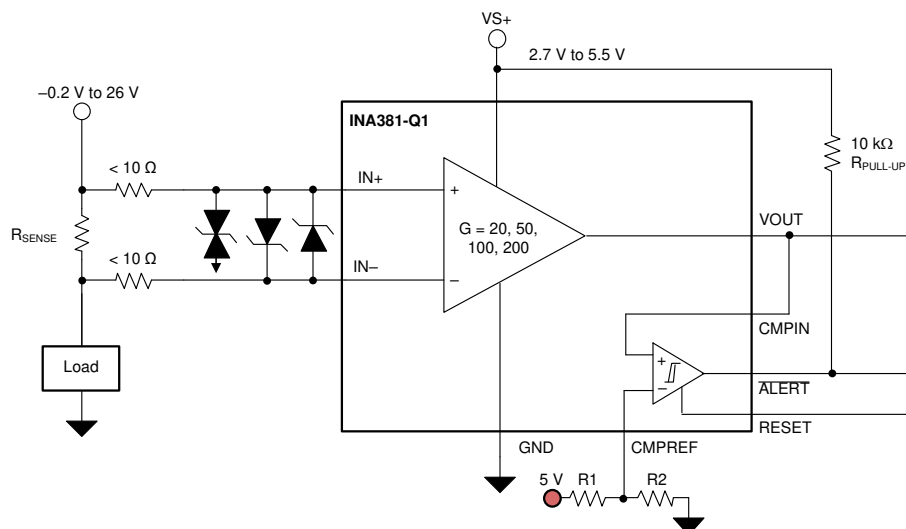 VS+
2.7 V to 5.5 V
–0.2 V to 26 V
INA381-Q1
10 kΩ
RPULL-UP
< 10 Ω
IN+
+
RSENSE
G = 20, 50,
100, 200
VOUT
< 10 Ω
IN–
–
CMPIN
Load
+
–
ALERT
RESET
GND
CMPREF
5 V
R1
R2